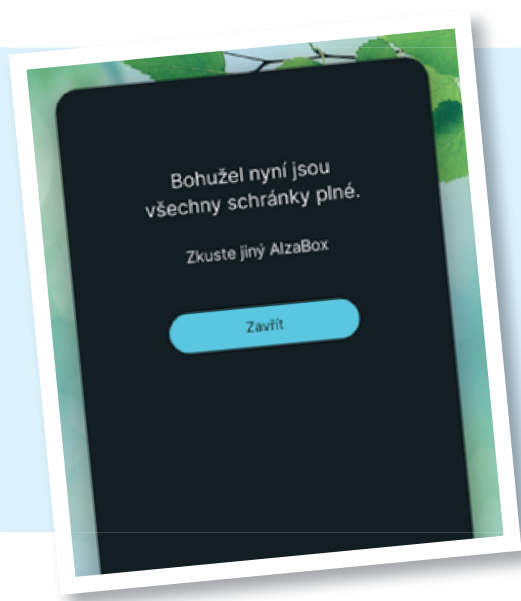 Bohužel nyní jsou
všechny schránky plné.
Zkuste jiný AlzaBox
Zavřít